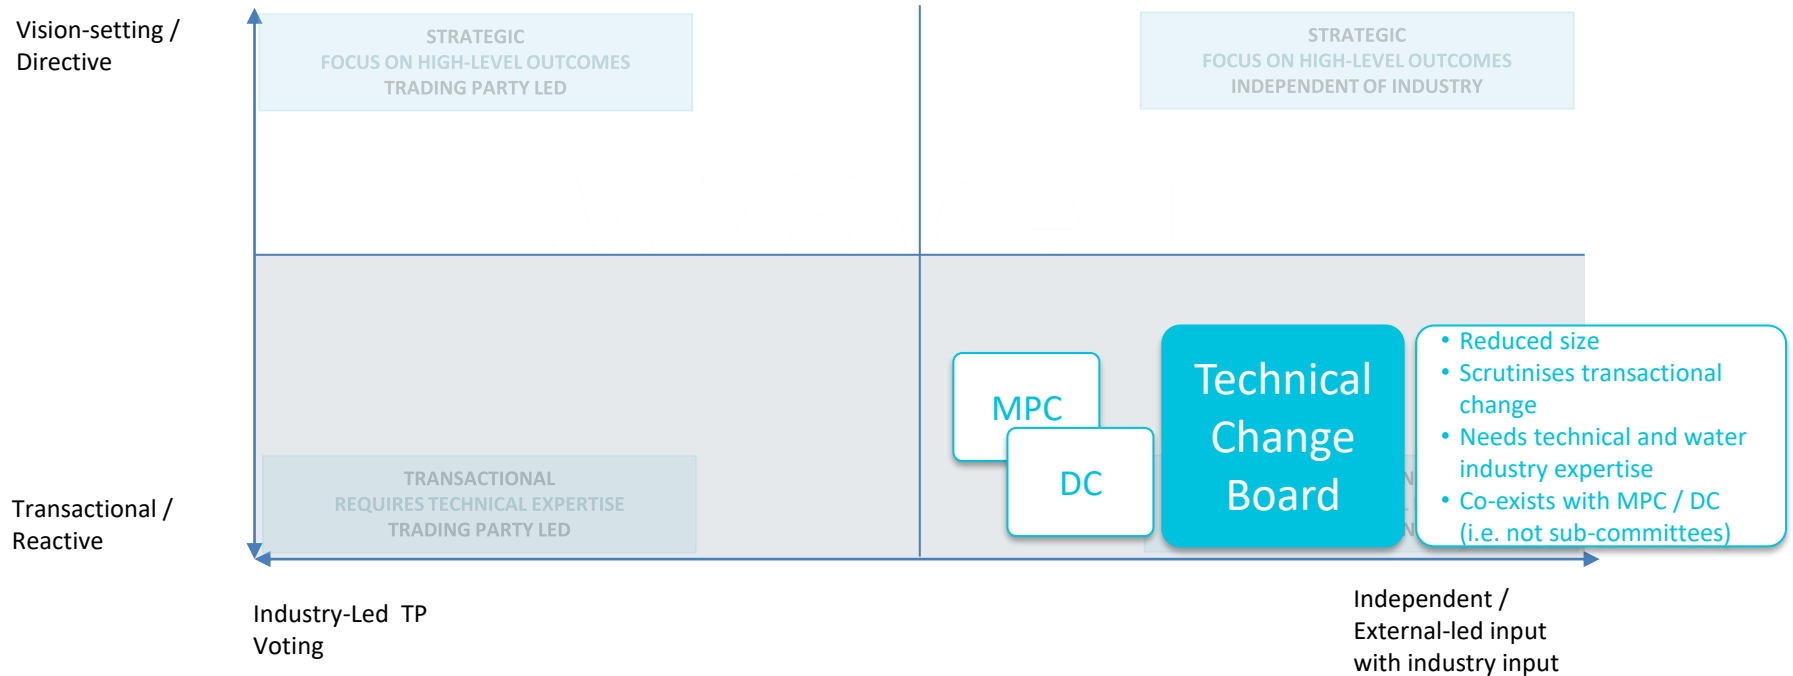 Vision-setting /
Directive
STRATEGIC
FOCUS ON HIGH-LEVEL OUTCOMES
TRADING PARTY LED
STRATEGIC
FOCUS ON HIGH-LEVEL OUTCOMES
INDEPENDENT OF INDUSTRY
MPC
DC
Technical
Change
Board
• Reduced size
• Scrutinises transactional
change
• Needs technical and water
industry expertise
• Co-exists with MPC / DC
(i.e. not sub-committees)
TRANSACTIONAL
REQUIRES TECHNICAL EXPERTISE
TRADING PARTY LED
Transactional /
Reactive
Industry-Led TP
Voting
Independent /
External-led input
with industry input